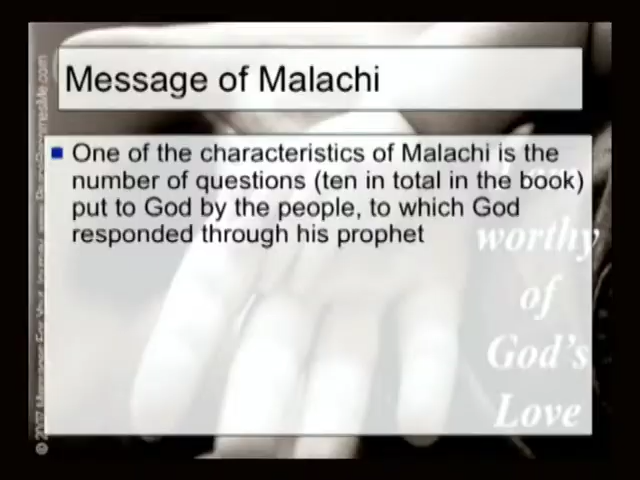 Message of Malachi
One of the characteristics of Malachi is the
number of questions (ten in total in the book)
put to God by the people, to which God
responded through his prophet
worthy
of
God's
Love